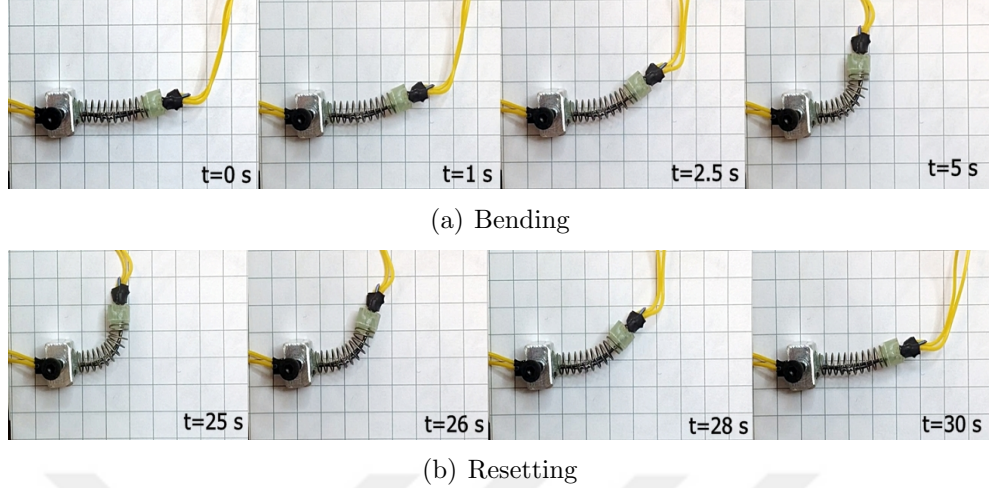 t=0 s
t=1 s
t=2.5 s
t=5 s
(a) Bending
t=25 s
t=26 s
t=28 s
t=30 s
(b) Resetting